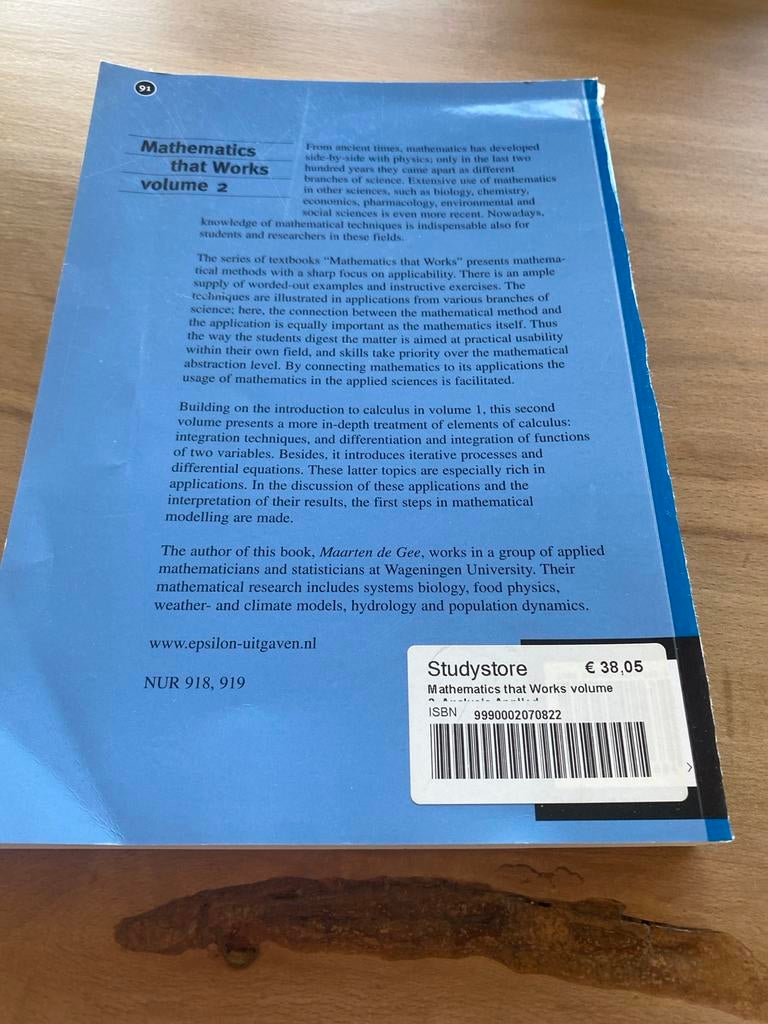 91
Mathematics
that Works
volume 2
From ancient times, mathematics has developed
side-by-side with physics; only in the last two
hundred years they came apart as different
branches of science. Extensive use of mathematics
in other sciences, such as biology, chemistry,
economics, pharmacology, environmental and
social sciences is even more recent. Nowadays,
knowledge of mathematical techniques is indispensable also for
students and researchers in these fields.
The series of textbooks "Mathematics that Works" presents mathema-
tical methods with a sharp focus on applicability. There is an ample
supply of worded-out examples and instructive exercises. The
techniques are illustrated in applications from various branches of
science; here, the connection between the mathematical method and
the application is equally important as the mathematics itself. Thus
the way the students digest the matter is aimed at practical usability
within their own field, and skills take priority over the mathematical
abstraction level. By connecting mathematics to its applications the
usage of mathematics in the applied sciences is facilitated.
Building on the introduction to calculus in volume 1, this second
volume presents a more in-depth treatment of elements of calculus:
integration techniques, and differentiation and integration of functions
of two variables. Besides, it introduces iterative processes and
differential equations. These latter topics are especially rich in
applications. In the discussion of these applications and the
interpretation of their results, the first steps in mathematical
modelling are made.
The author of this book, Maarten de Gee, works in a group of applied
mathematicians and statisticians at Wageningen University. Their
mathematical research includes systems biology, food physics,
weather- and climate models, hydrology and population dynamics.
www.epsilon-uitgaven.nl
NUR 918, 919
Studystore € 38,05
Mathematics that Works volume
ISBN 9990002070822
>